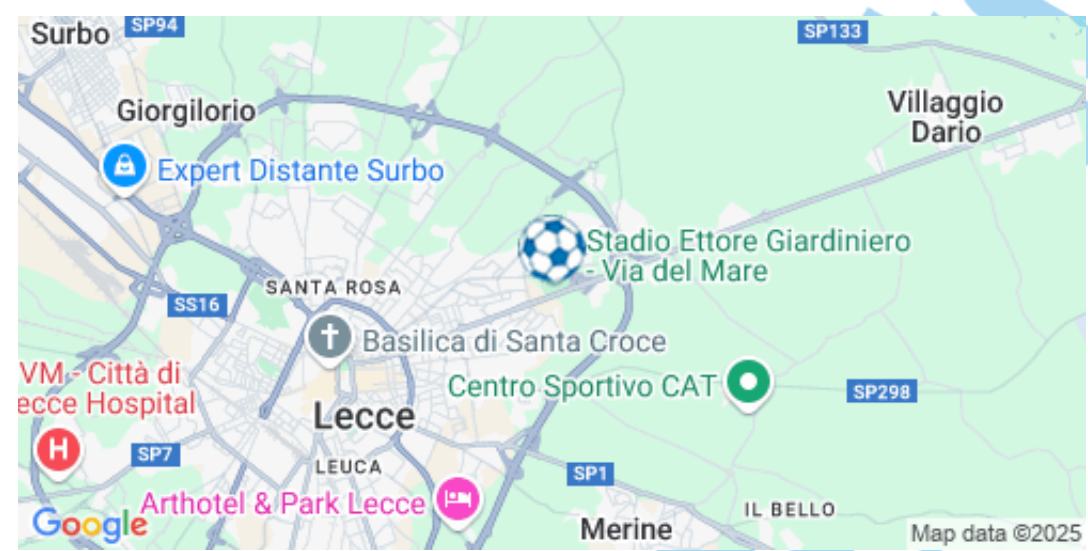 Surbo
SP94
SP133
Giorgilorio
Villaggio
Dario
Expert Distante Surbo
Stadio Ettore Giardiniero
- Via del Mare
SANTA ROSA
SS16
Basilica di Santa Croce
VM - Città di
ecce Hospital
Centro Sportivo CAT
SP298
Lecce
H
SP7
LEUCA
SP1
Arthotel & Park Lecce
IL BELLO
Google
Merine
Map data ©2025